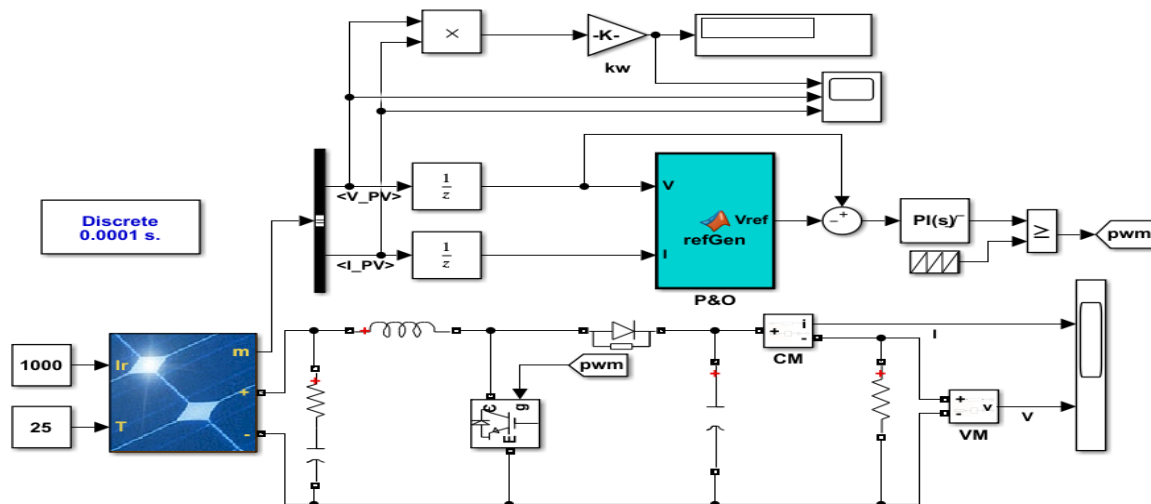 ×
-K-
kw
<V_PV>
1
z
V
Vref
refGen
I
P&O
- +
PI(s)
≥
pwm
Discrete
0.0001 s.
<I_PV>
1
z
1000
Ir
m
+
25
T
-
+
+
C
g
E
pwm
+
+
i
-
CM
I
+
+
-
v
VM
V